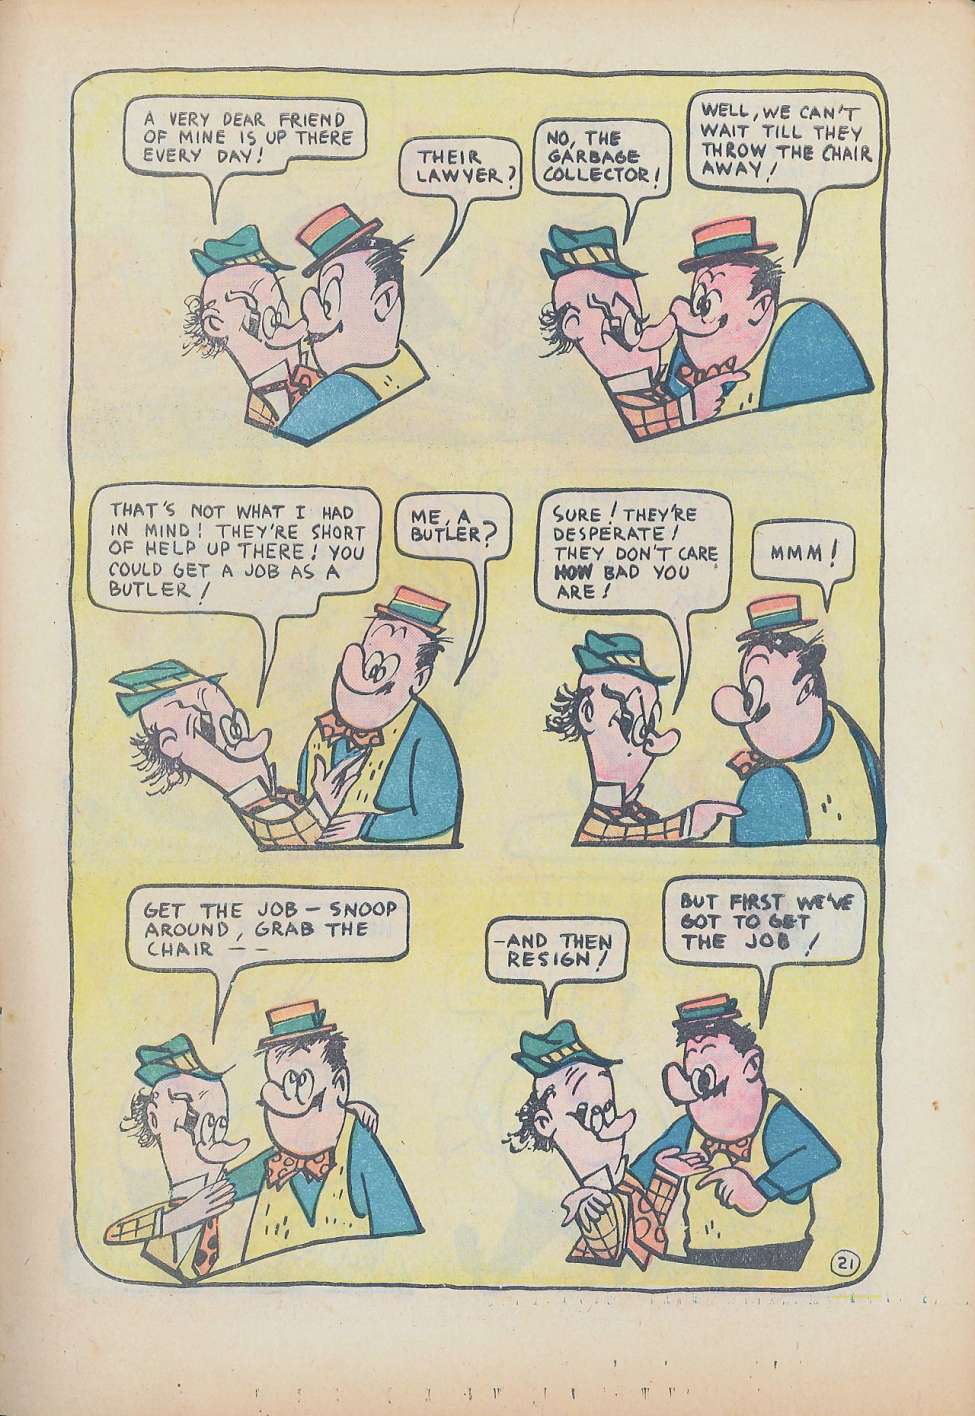 A VERY DEAR FRIEND
OF MINE IS UP THERE
EVERY DAY!
THEIR
LAWYER?
NO, THE
GARBAGE
COLLECTOR!
WELL, WE CAN'T
WAIT TILL THEY
THROW THE CHAIR
AWAY!
THAT'S NOT WHAT I HAD
IN MIND! THEY'RE SHORT
OF HELP UP THERE! YOU
COULD GET A JOB AS A
BUTLER!
ME, A
BUTLER?
SURE! THEY'RE
DESPERATE!
THEY DON'T CARE
HOW BAD YOU
ARE!
MMM!
GET THE JOB - SNOOP
AROUND, GRAB THE
CHAIR - -
-AND THEN
RESIGN!
BUT FIRST WE'VE
GOT TO GET
THE JOB!
21